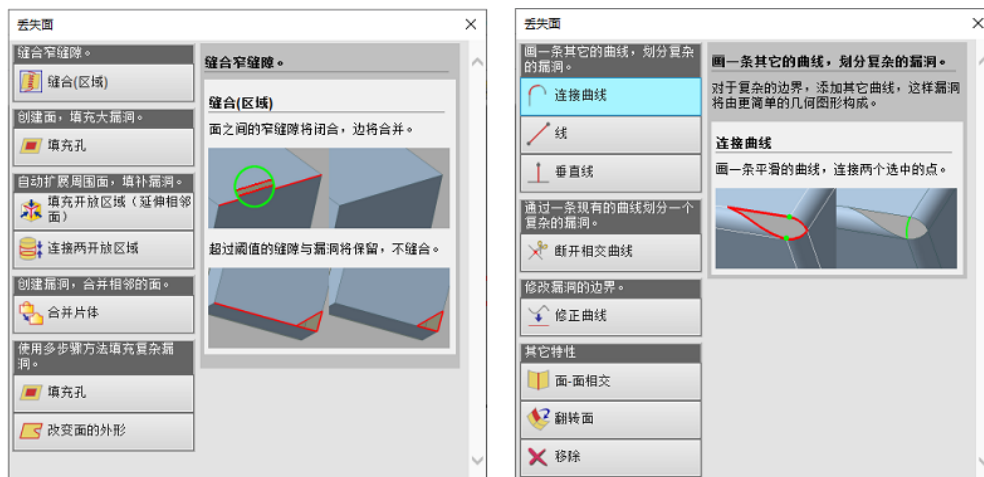 丢失面
缝合窄缝隙。
缝合(区域)
创建面，填充大漏洞。
填充孔
自动扩展周围面，填补漏洞。
填充开放区域（延伸相邻
面）
连接两开放区域
创建漏洞，合并相邻的面。
合并片体
使用多步骤方法填充复杂漏
洞。
填充孔
改变面的外形
缝合窄缝隙。
缝合(区域)
面之间的窄缝隙将闭合，边将合并。
超过阈值的缝隙与漏洞将保留，不缝合。
丢失面
画一条其它的曲线，划分复杂
的漏洞。
连接曲线
线
垂直线
通过一条现有的曲线划分一个
复杂的漏洞。
断开相交曲线
修改漏洞的边界。
修正曲线
其它特性
面-面相交
翻转面
移除
画一条其它的曲线，划分复杂的漏洞。
对于复杂的边界，添加其它曲线，这样漏洞
将由更简单的几何图形构成。
连接曲线
画一条平滑的曲线，连接两个选中的点。